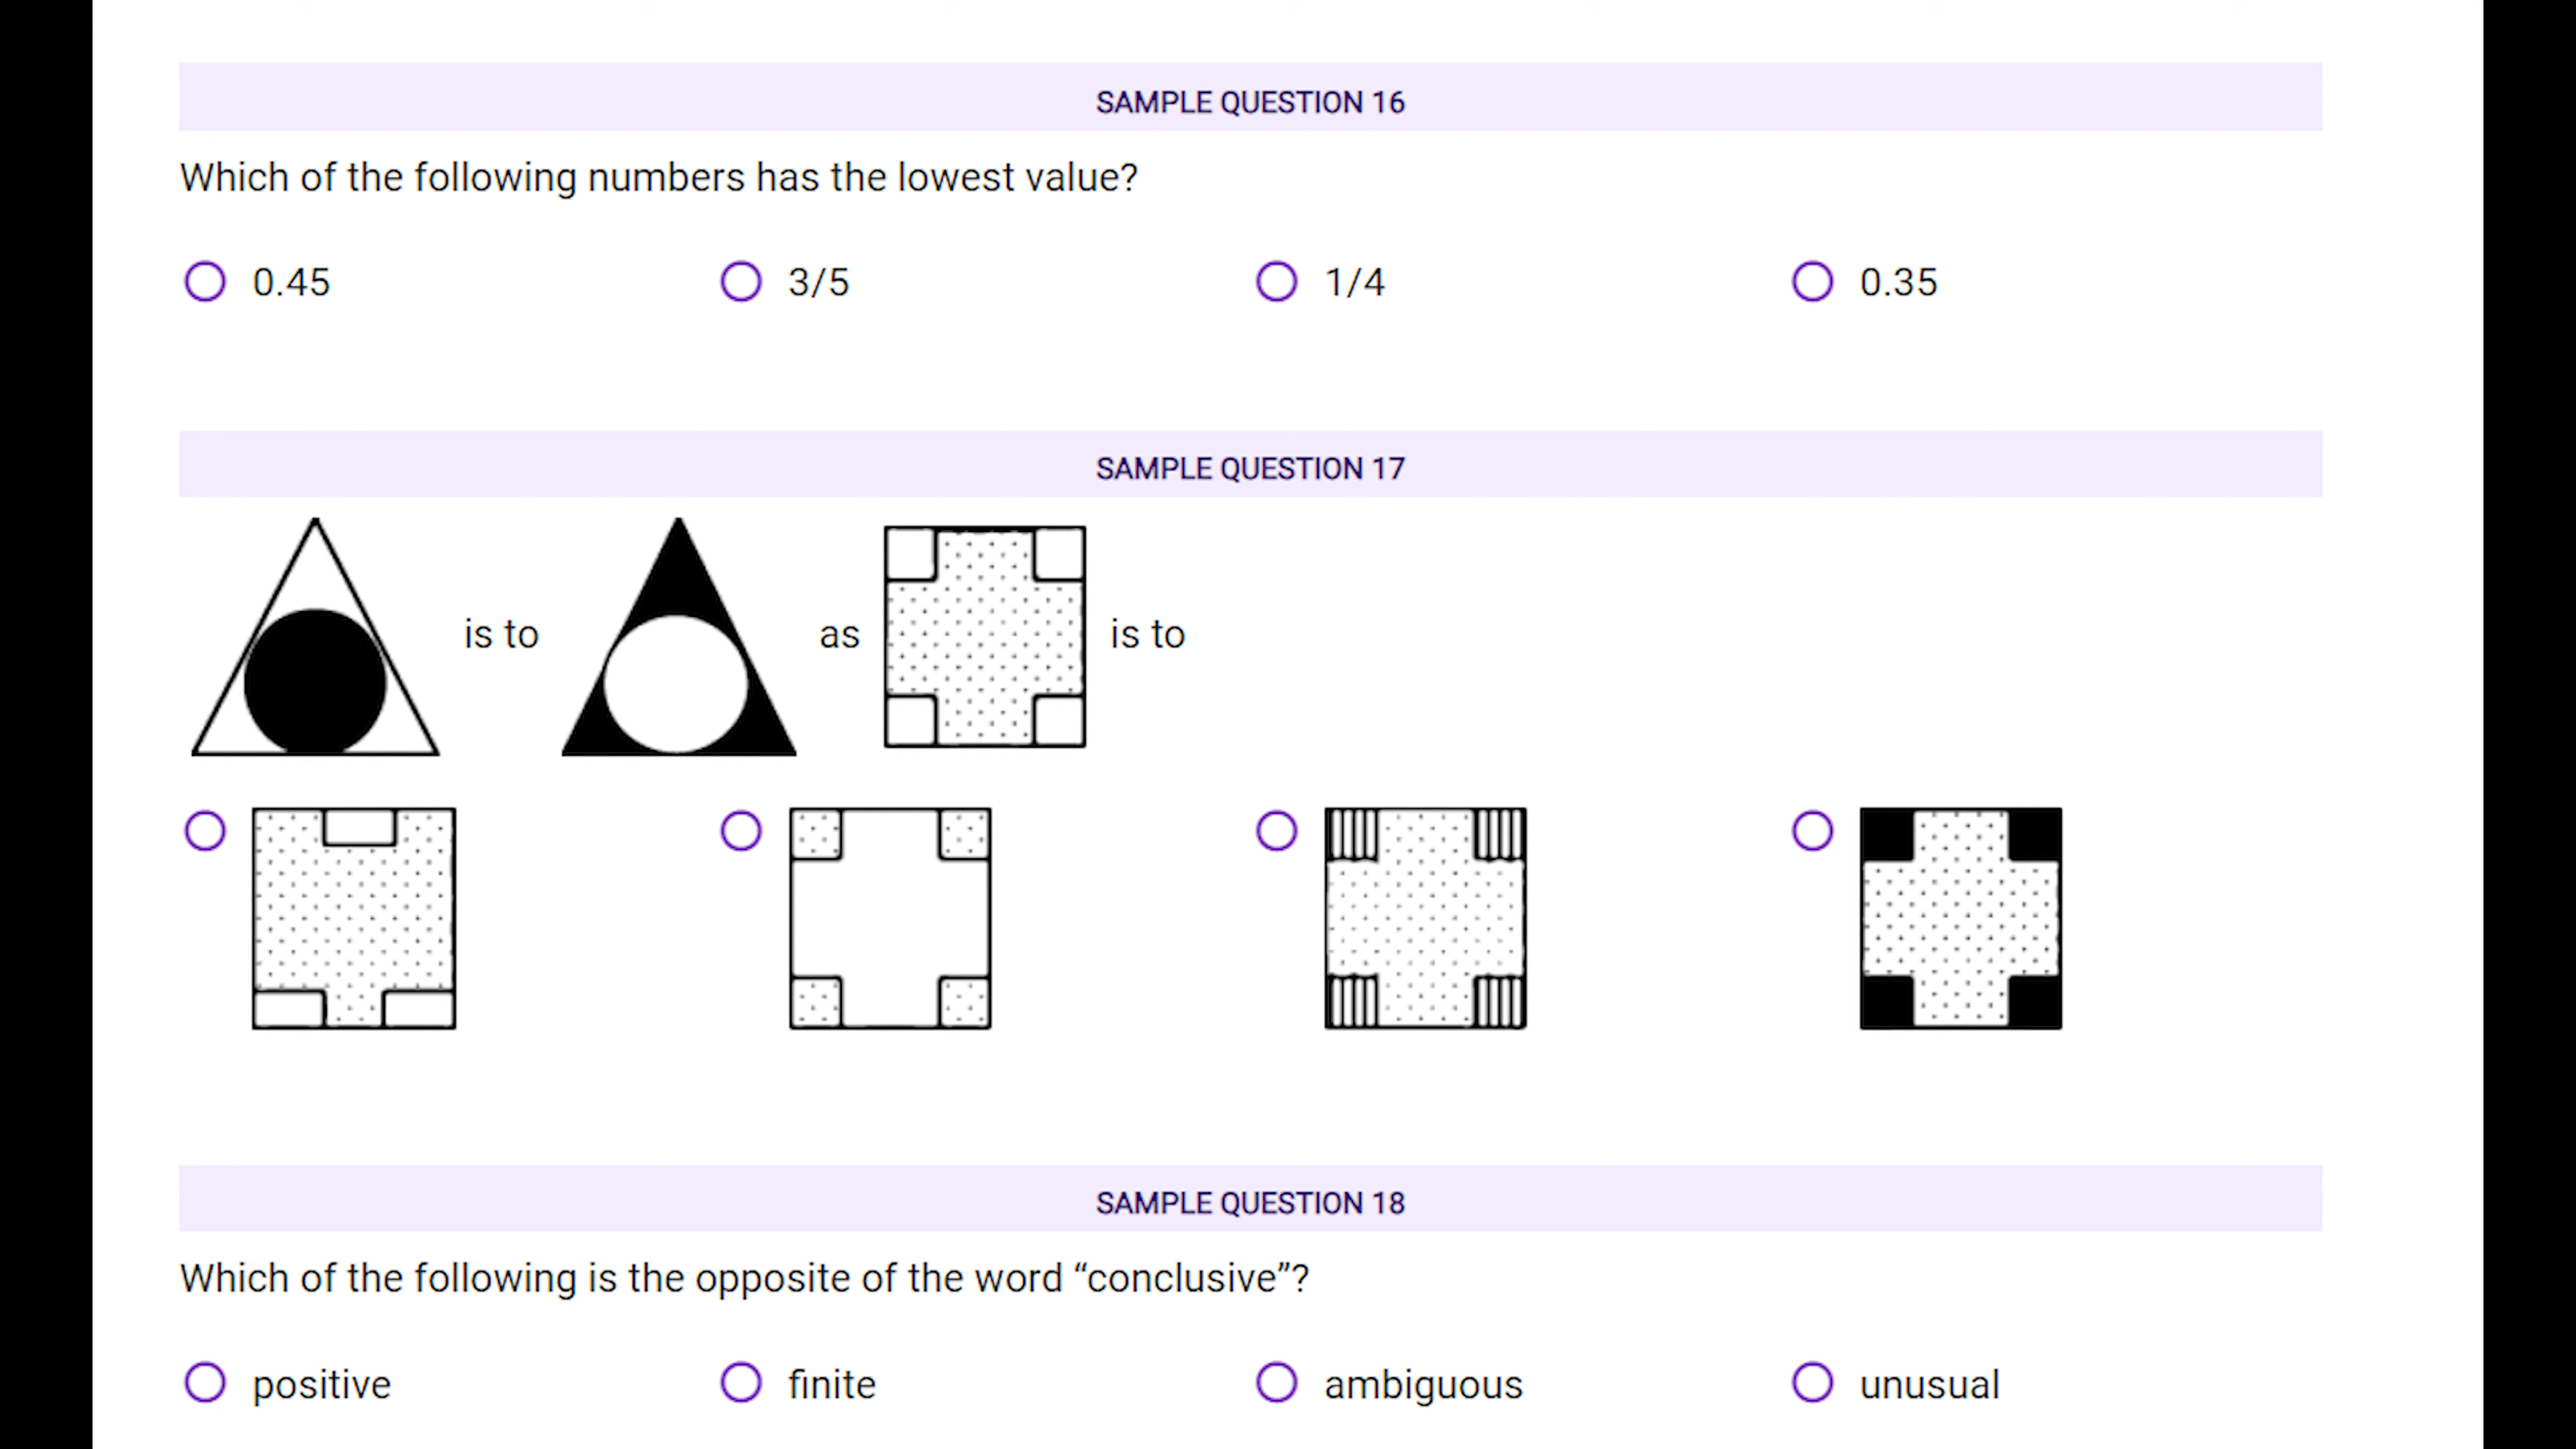 SAMPLE QUESTION 16
Which of the following numbers has the lowest value?
0.45 3/5 1/4 0.35
SAMPLE QUESTION 17
is to as is to
SAMPLE QUESTION 18
Which of the following is the opposite of the word “conclusive”?
positive finite ambiguous unusual